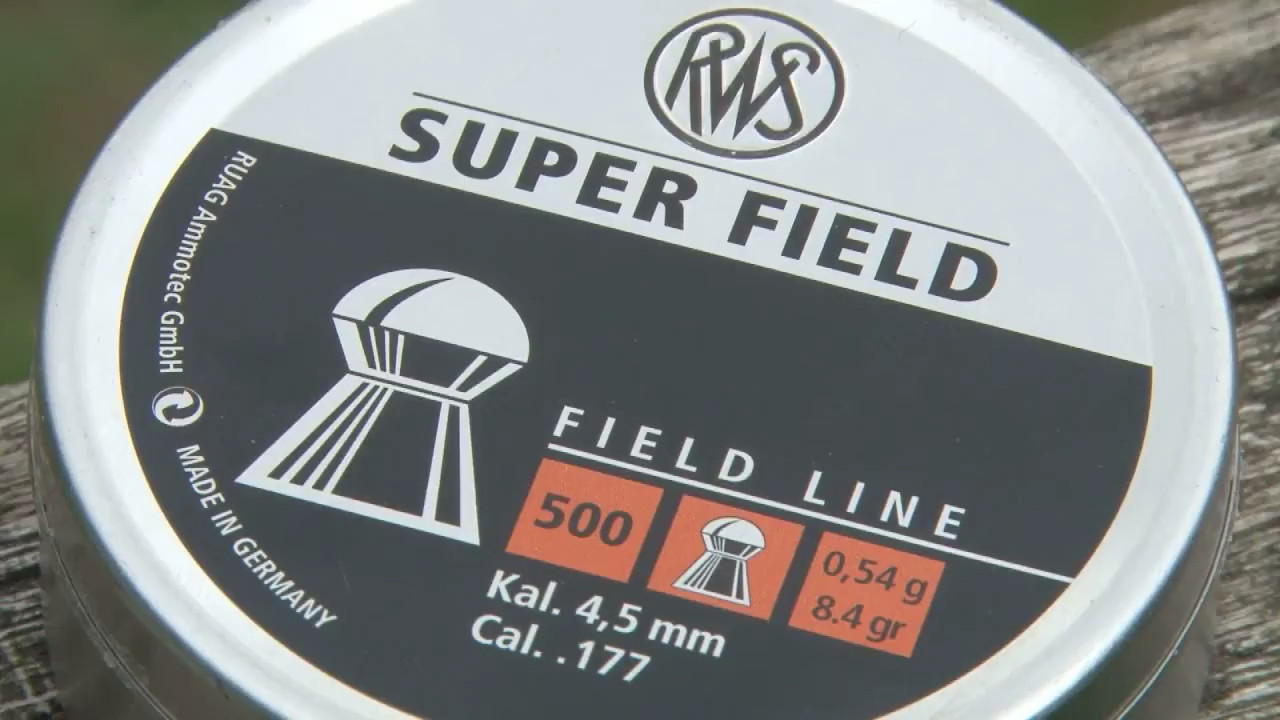 RWS
SUPER FIELD
RUAG Ammotec GmbH
MADE IN GERMANY
FIELD LINE
500
0,54 g
8.4 gr
Kal. 4,5 mm
Cal. .177